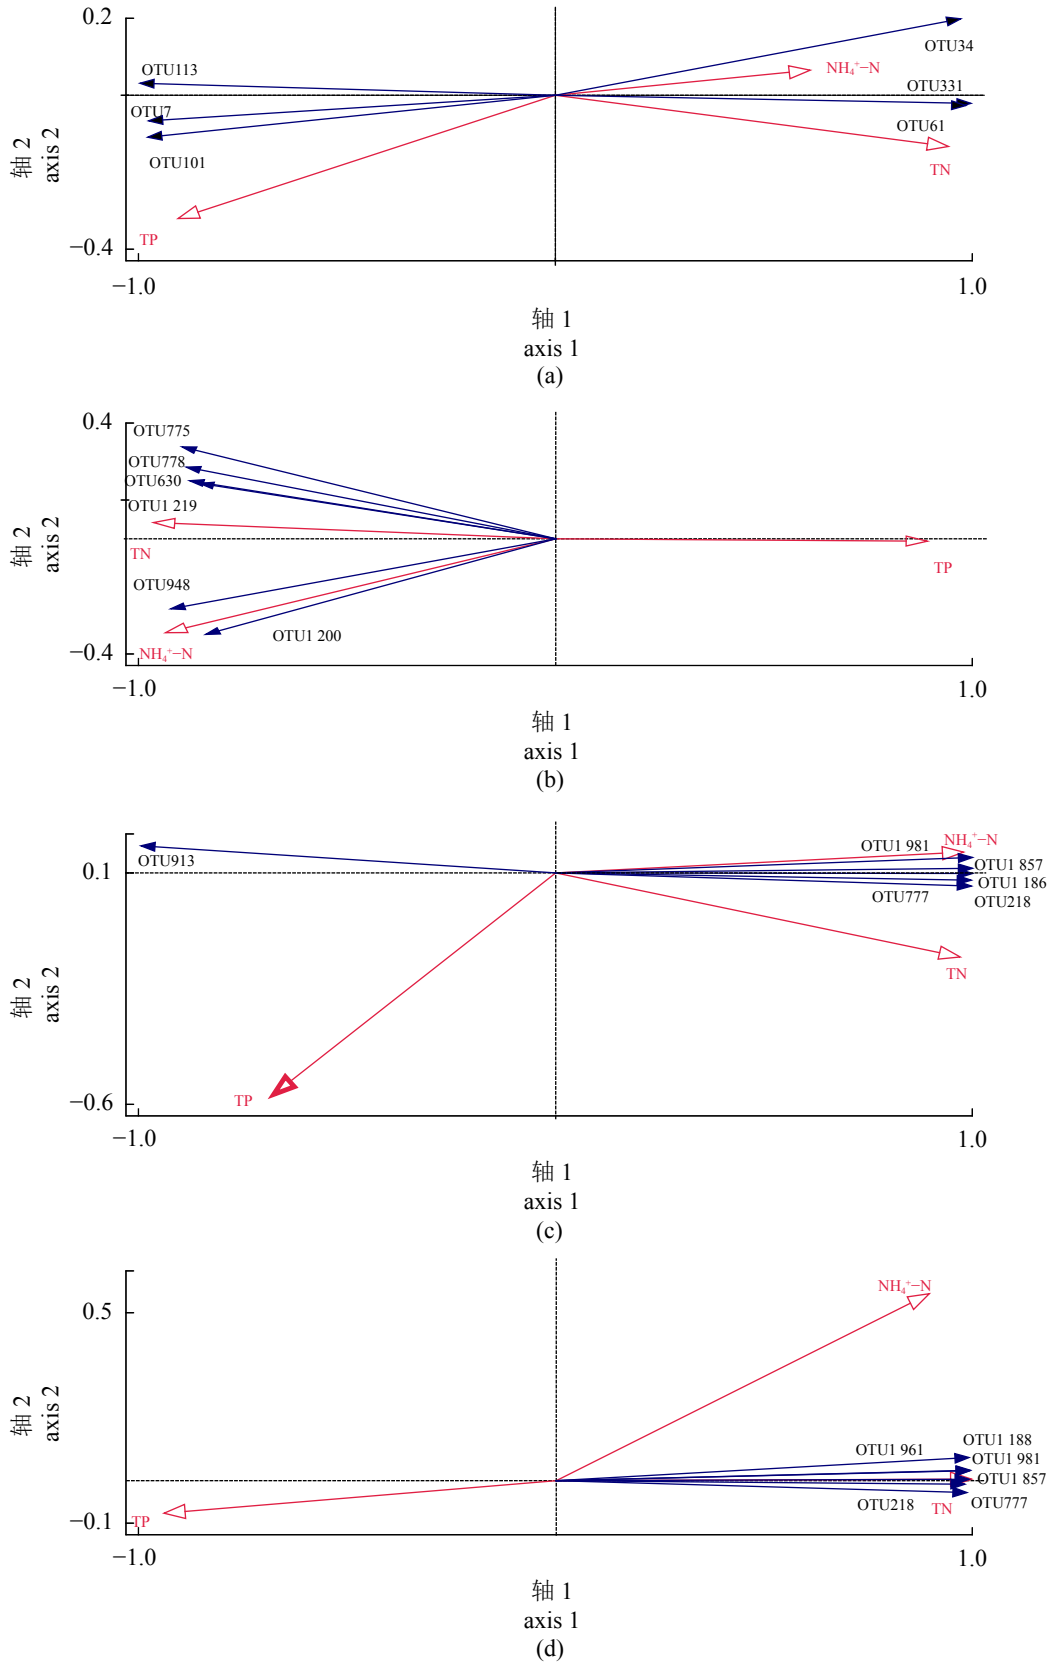 0.2
OTU34
OTU113
NH₄⁺−N
OTU331
OTU7
OTU61
OTU101
TN
TP
轴 2
axis 2
−0.4
−1.0
1.0
轴 1
axis 1
(a)
0.4
OTU775
OTU778
OTU630
OTU1 219
TN
TP
OTU948
OTU1 200
NH₄⁺−N
轴 2
axis 2
−0.4
−1.0
1.0
轴 1
axis 1
(b)
NH₄⁺−N
OTU1 981
OTU913
OTU1 857
0.1
OTU1 186
OTU777
OTU218
TN
TP
轴 2
axis 2
−0.6
−1.0
1.0
轴 1
axis 1
(c)
NH₄⁺−N
0.5
OTU1 188
OTU1 961
OTU1 981
OTU1 857
OTU218
TN
OTU777
TP
轴 2
axis 2
−0.1
−1.0
1.0
轴 1
axis 1
(d)